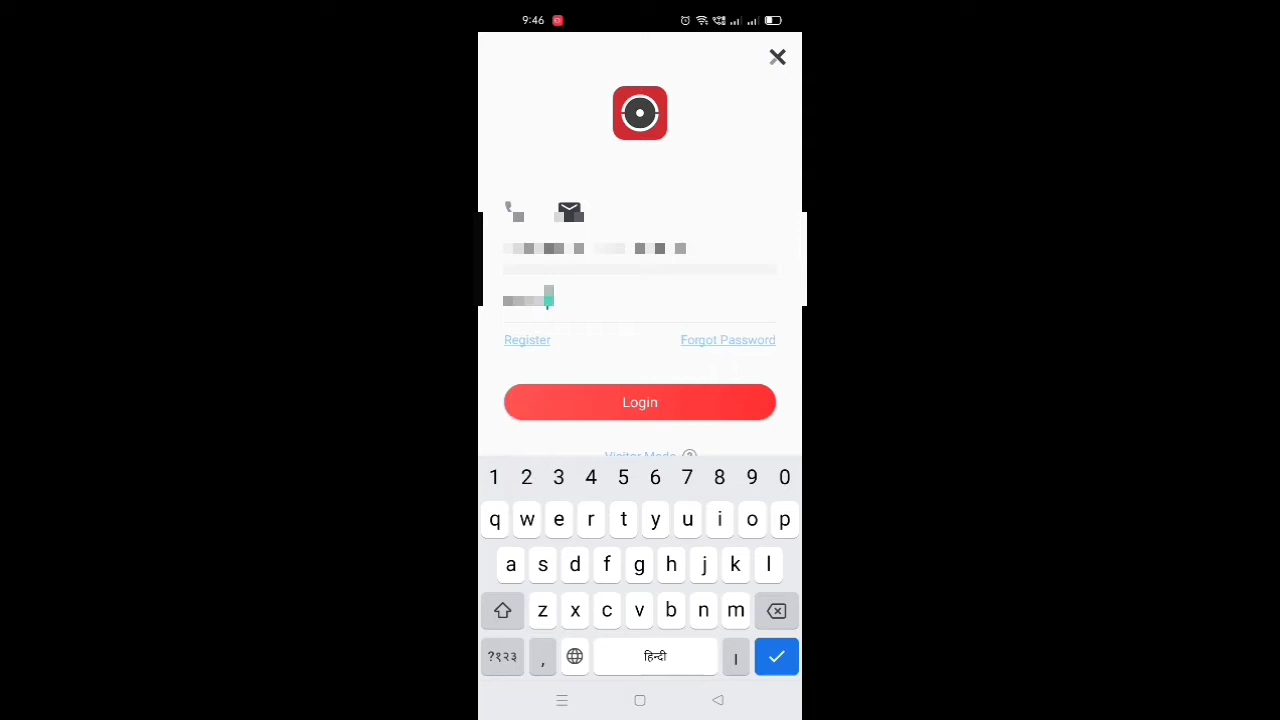 9:46
Register Forgot Password
Login
Visitor Mode ?
1 2 3 4 5 6 7 8 9 0
q w e r t y u i o p
a s d f g h j k l
z x c v b n m
?१२३ , हिन्दी ।